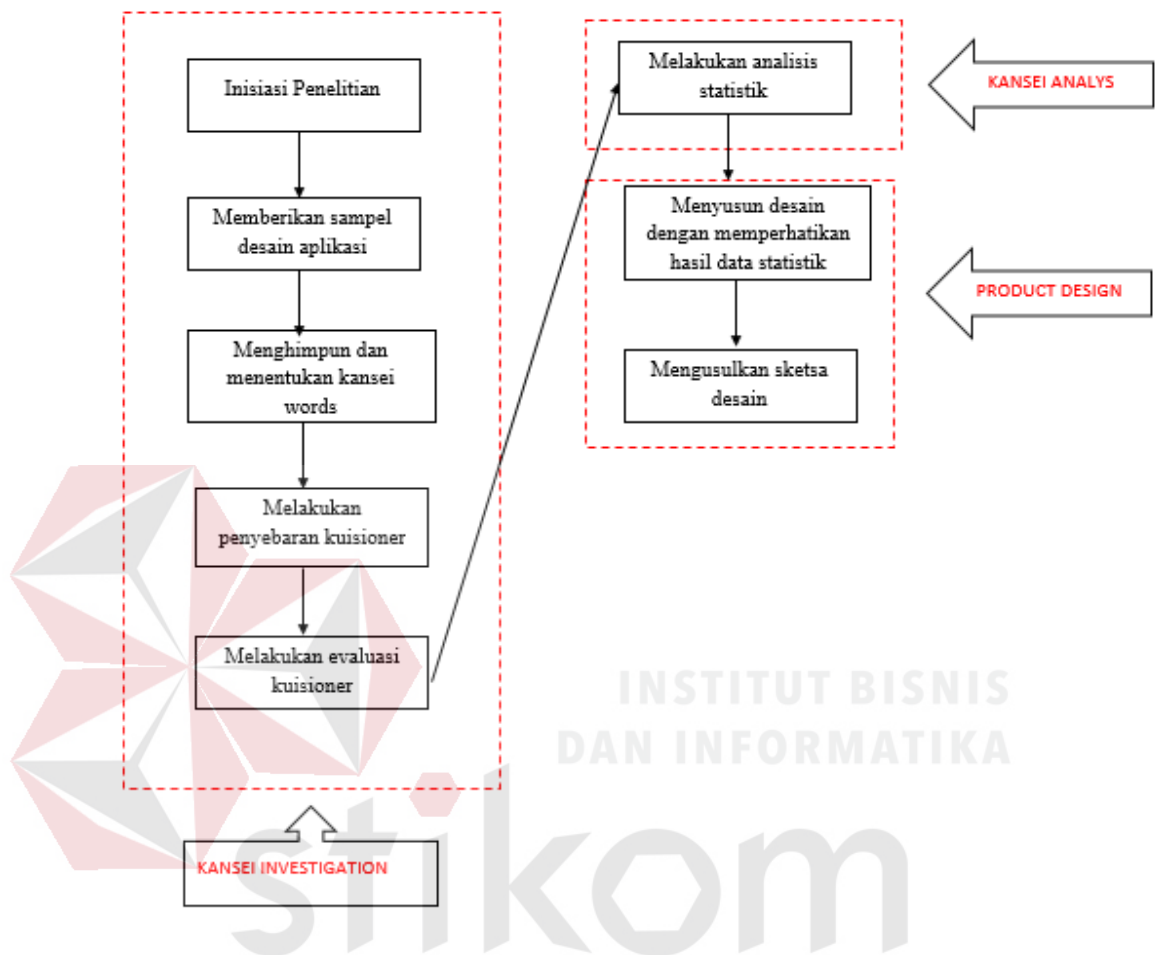 Inisiasi Penelitian
Memberikan sampel
desain aplikasi
Menghimpun dan
menentukan kansei
words
Melakukan
penyebaran kuisioner
Melakukan evaluasi
kuisioner
KANSEI INVESTIGATION
Melakukan analisis
statistik
KANSEI ANALYS
Menyusun desain
dengan memperhatikan
hasil data statistik
Mengusulkan sketsa
desain
PRODUCT DESIGN
INSTITUT BISNIS
DAN INFORMATIKA
stikom